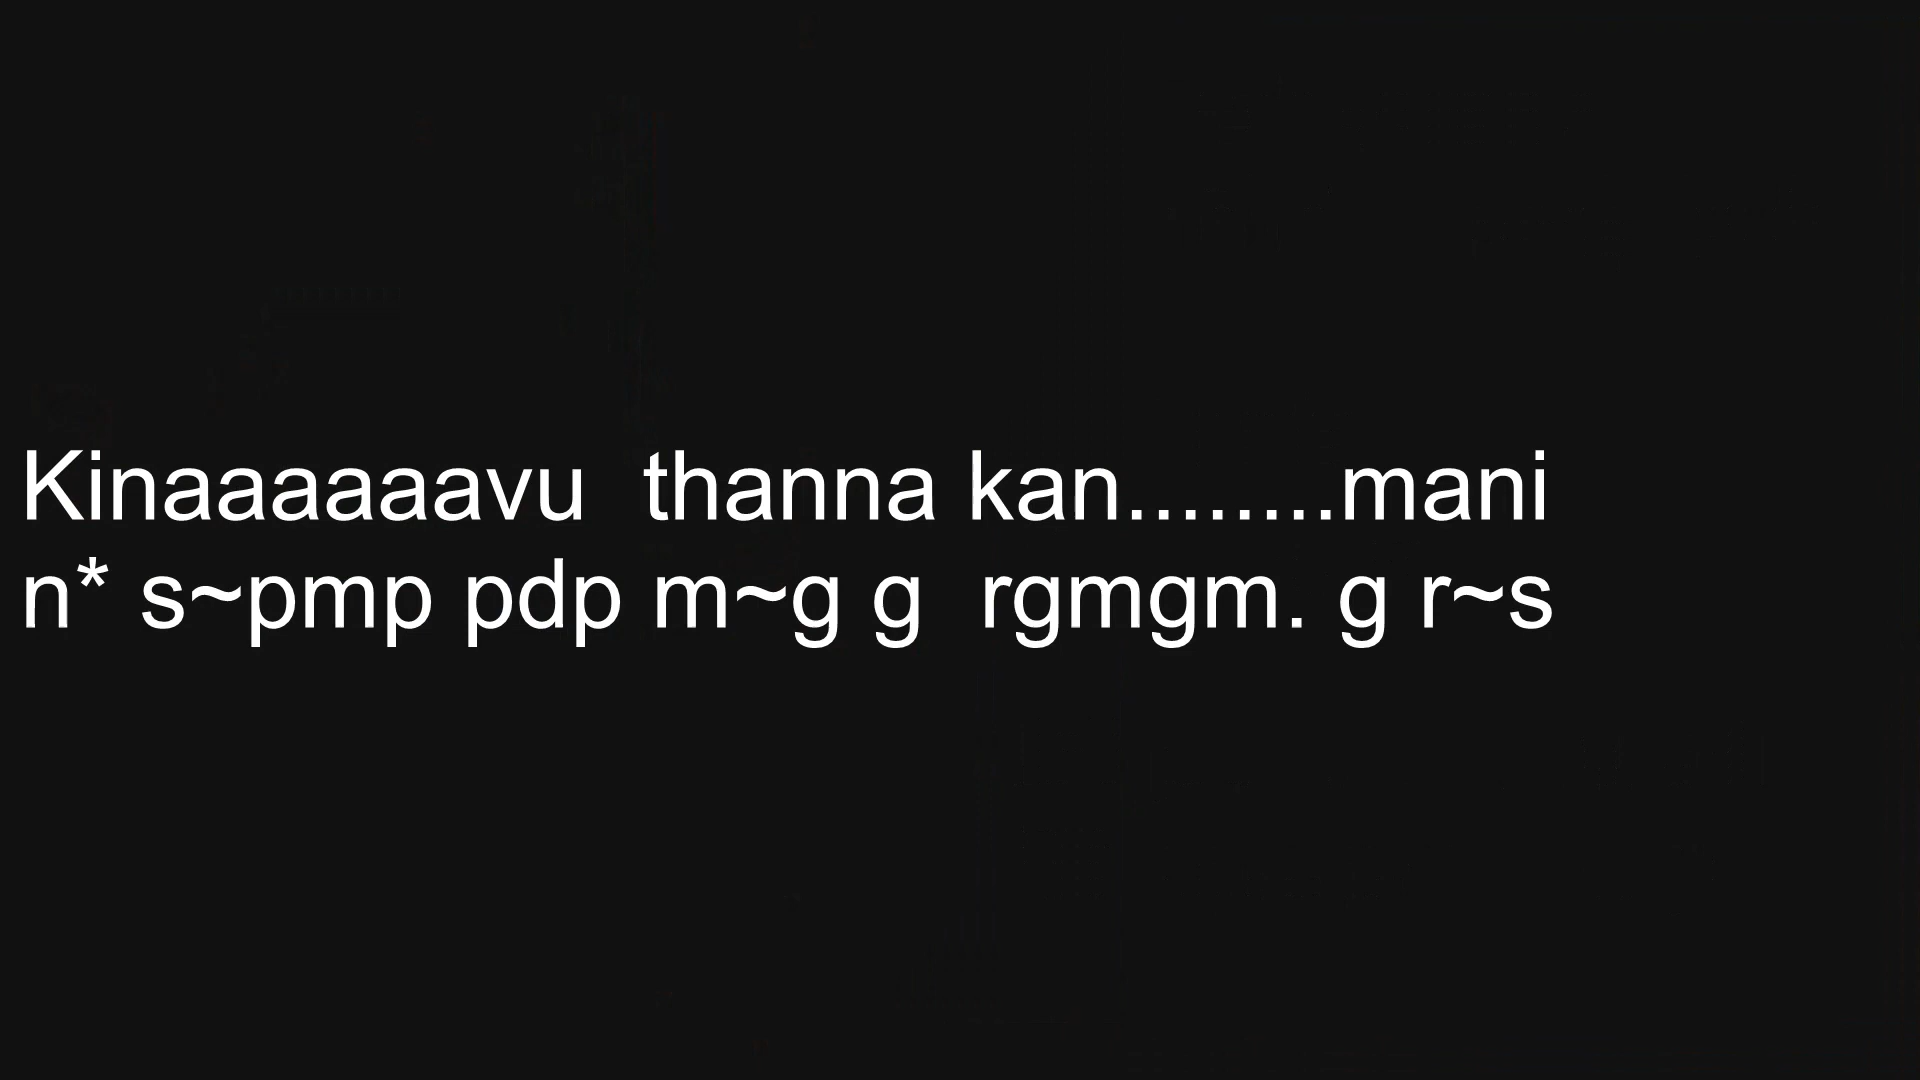 Kinaaaaaavu  thanna kan........mani
n* s~pmp pdp m~g g  rgmgm. g r~s